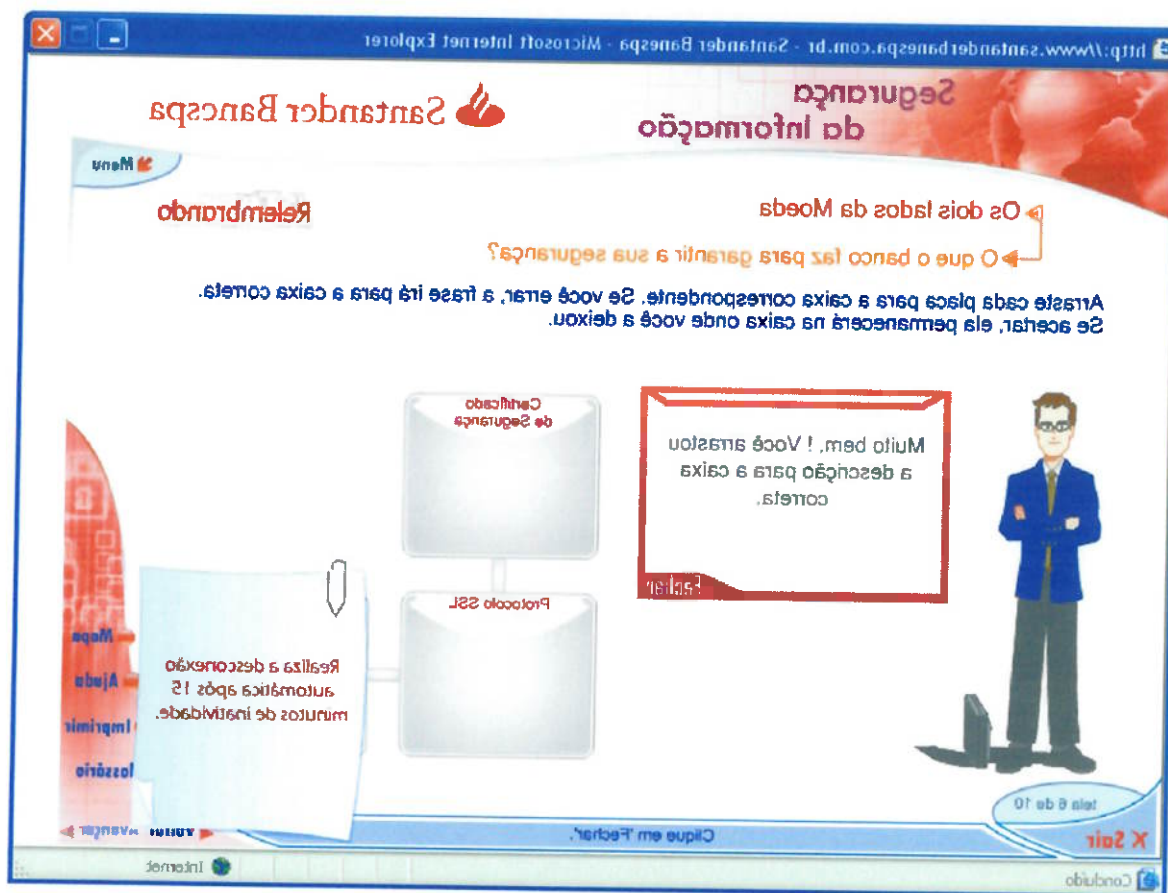 http://www.santanderbanespa.com.br - Santander Banespa - Microsoft Internet Explorer
Segurança
da Informação
Santander Banespa
Menu
Os dois lados da Moeda
Relembrando
O que o banco faz para garantir a sua segurança?
Arraste cada placa para a caixa correspondente. Se você errar, a frase irá para a caixa correta.
Se acertar, ela permanecerá na caixa onde você a deixou.
Muito bem, ! Você arrastou
a descrição para a caixa
correta.
Fechar
Certificado
de Segurança
Protocolo SSL
Realiza a desconexão
automática após 15
minutos de inatividade.
Mapa
Ajuda
Imprimir
lossário
tela 6 de 10
X Sair
Clique em 'Fechar'.
Voltar Avançar
Concluído
Internet